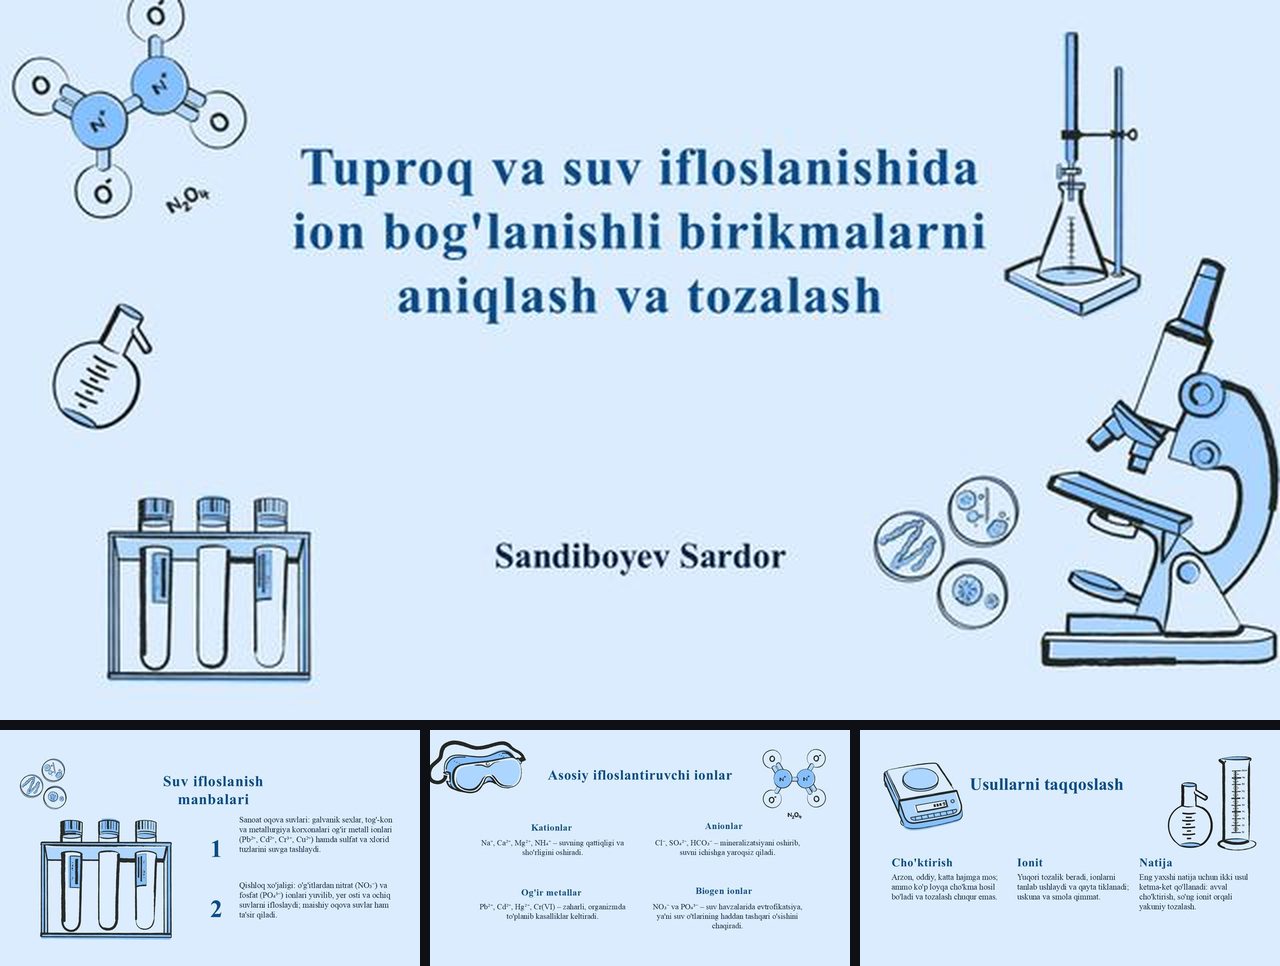 O⁻
O
N⁺
N⁺
O
O⁻
N₂O₄
Tuproq va suv ifloslanishida
ion bog'lanishli birikmalarni
aniqlash va tozalash
Sandiboyev Sardor
Suv ifloslanish
manbalari
1
Sanoat oqova suvlari: galvanik sexlar, tog'-kon
va metallurgiya korxonalari og'ir metall ionlari
(Pb²⁺, Cd²⁺, Cr³⁺, Cu²⁺) hamda sulfat va xlorid
tuzlarini suvga tashlaydi.
2
Qishloq xo'jaligi: o'g'itlardan nitrat (NO₃⁻) va
fosfat (PO₄³⁻) ionlari yuvilib, yer osti va ochiq
suvlarni ifloslaydi; maishiy oqova suvlar ham
ta'sir qiladi.
Asosiy ifloslantiruvchi ionlar
O
O⁻
N⁺
N⁺
O⁻
O
N₂O₄
Kationlar
Na⁺, Ca²⁺, Mg²⁺, NH₄⁺ – suvning qattiqligi va
sho'rligini oshiradi.
Anionlar
Cl⁻, SO₄²⁻, HCO₃⁻ – mineralizatsiyani oshirib,
suvni ichishga yaroqsiz qiladi.
Og'ir metallar
Pb²⁺, Cd²⁺, Hg²⁺, Cr(VI) – zaharli, organizmda
to'planib kasalliklar keltiradi.
Biogen ionlar
NO₃⁻ va PO₄³⁻ – suv havzalarida evtrofikatsiya,
ya'ni suv o'tlarining haddan tashqari o'sishini
chaqiradi.
Usullarni taqqoslash
Cho'ktirish
Arzon, oddiy, katta hajmga mos;
ammo ko'p loyqa cho'kma hosil
bo'ladi va tozalash chuqur emas.
Ionit
Yuqori tozalik beradi, ionlarni
tanlab ushlaydi va qayta tiklanadi;
uskuna va smola qimmat.
Natija
Eng yaxshi natija uchun ikki usul
ketma-ket qo'llanadi: avval
cho'ktirish, so'ng ionit orqali
yakuniy tozalash.